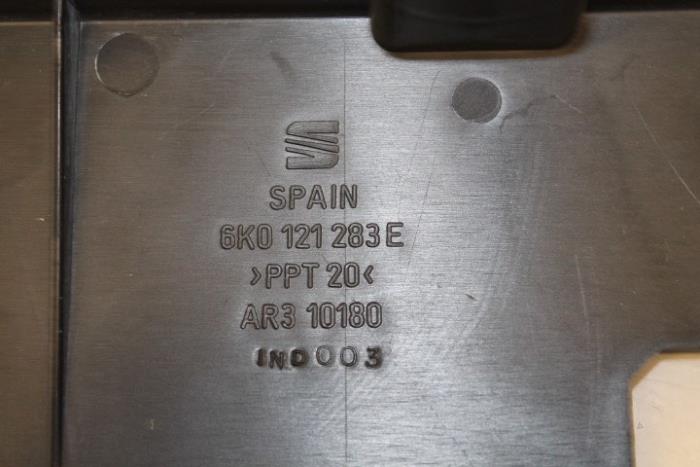 SPAIN
6K0 121 283 E
>PPT 20<
AR3 10180
IND003